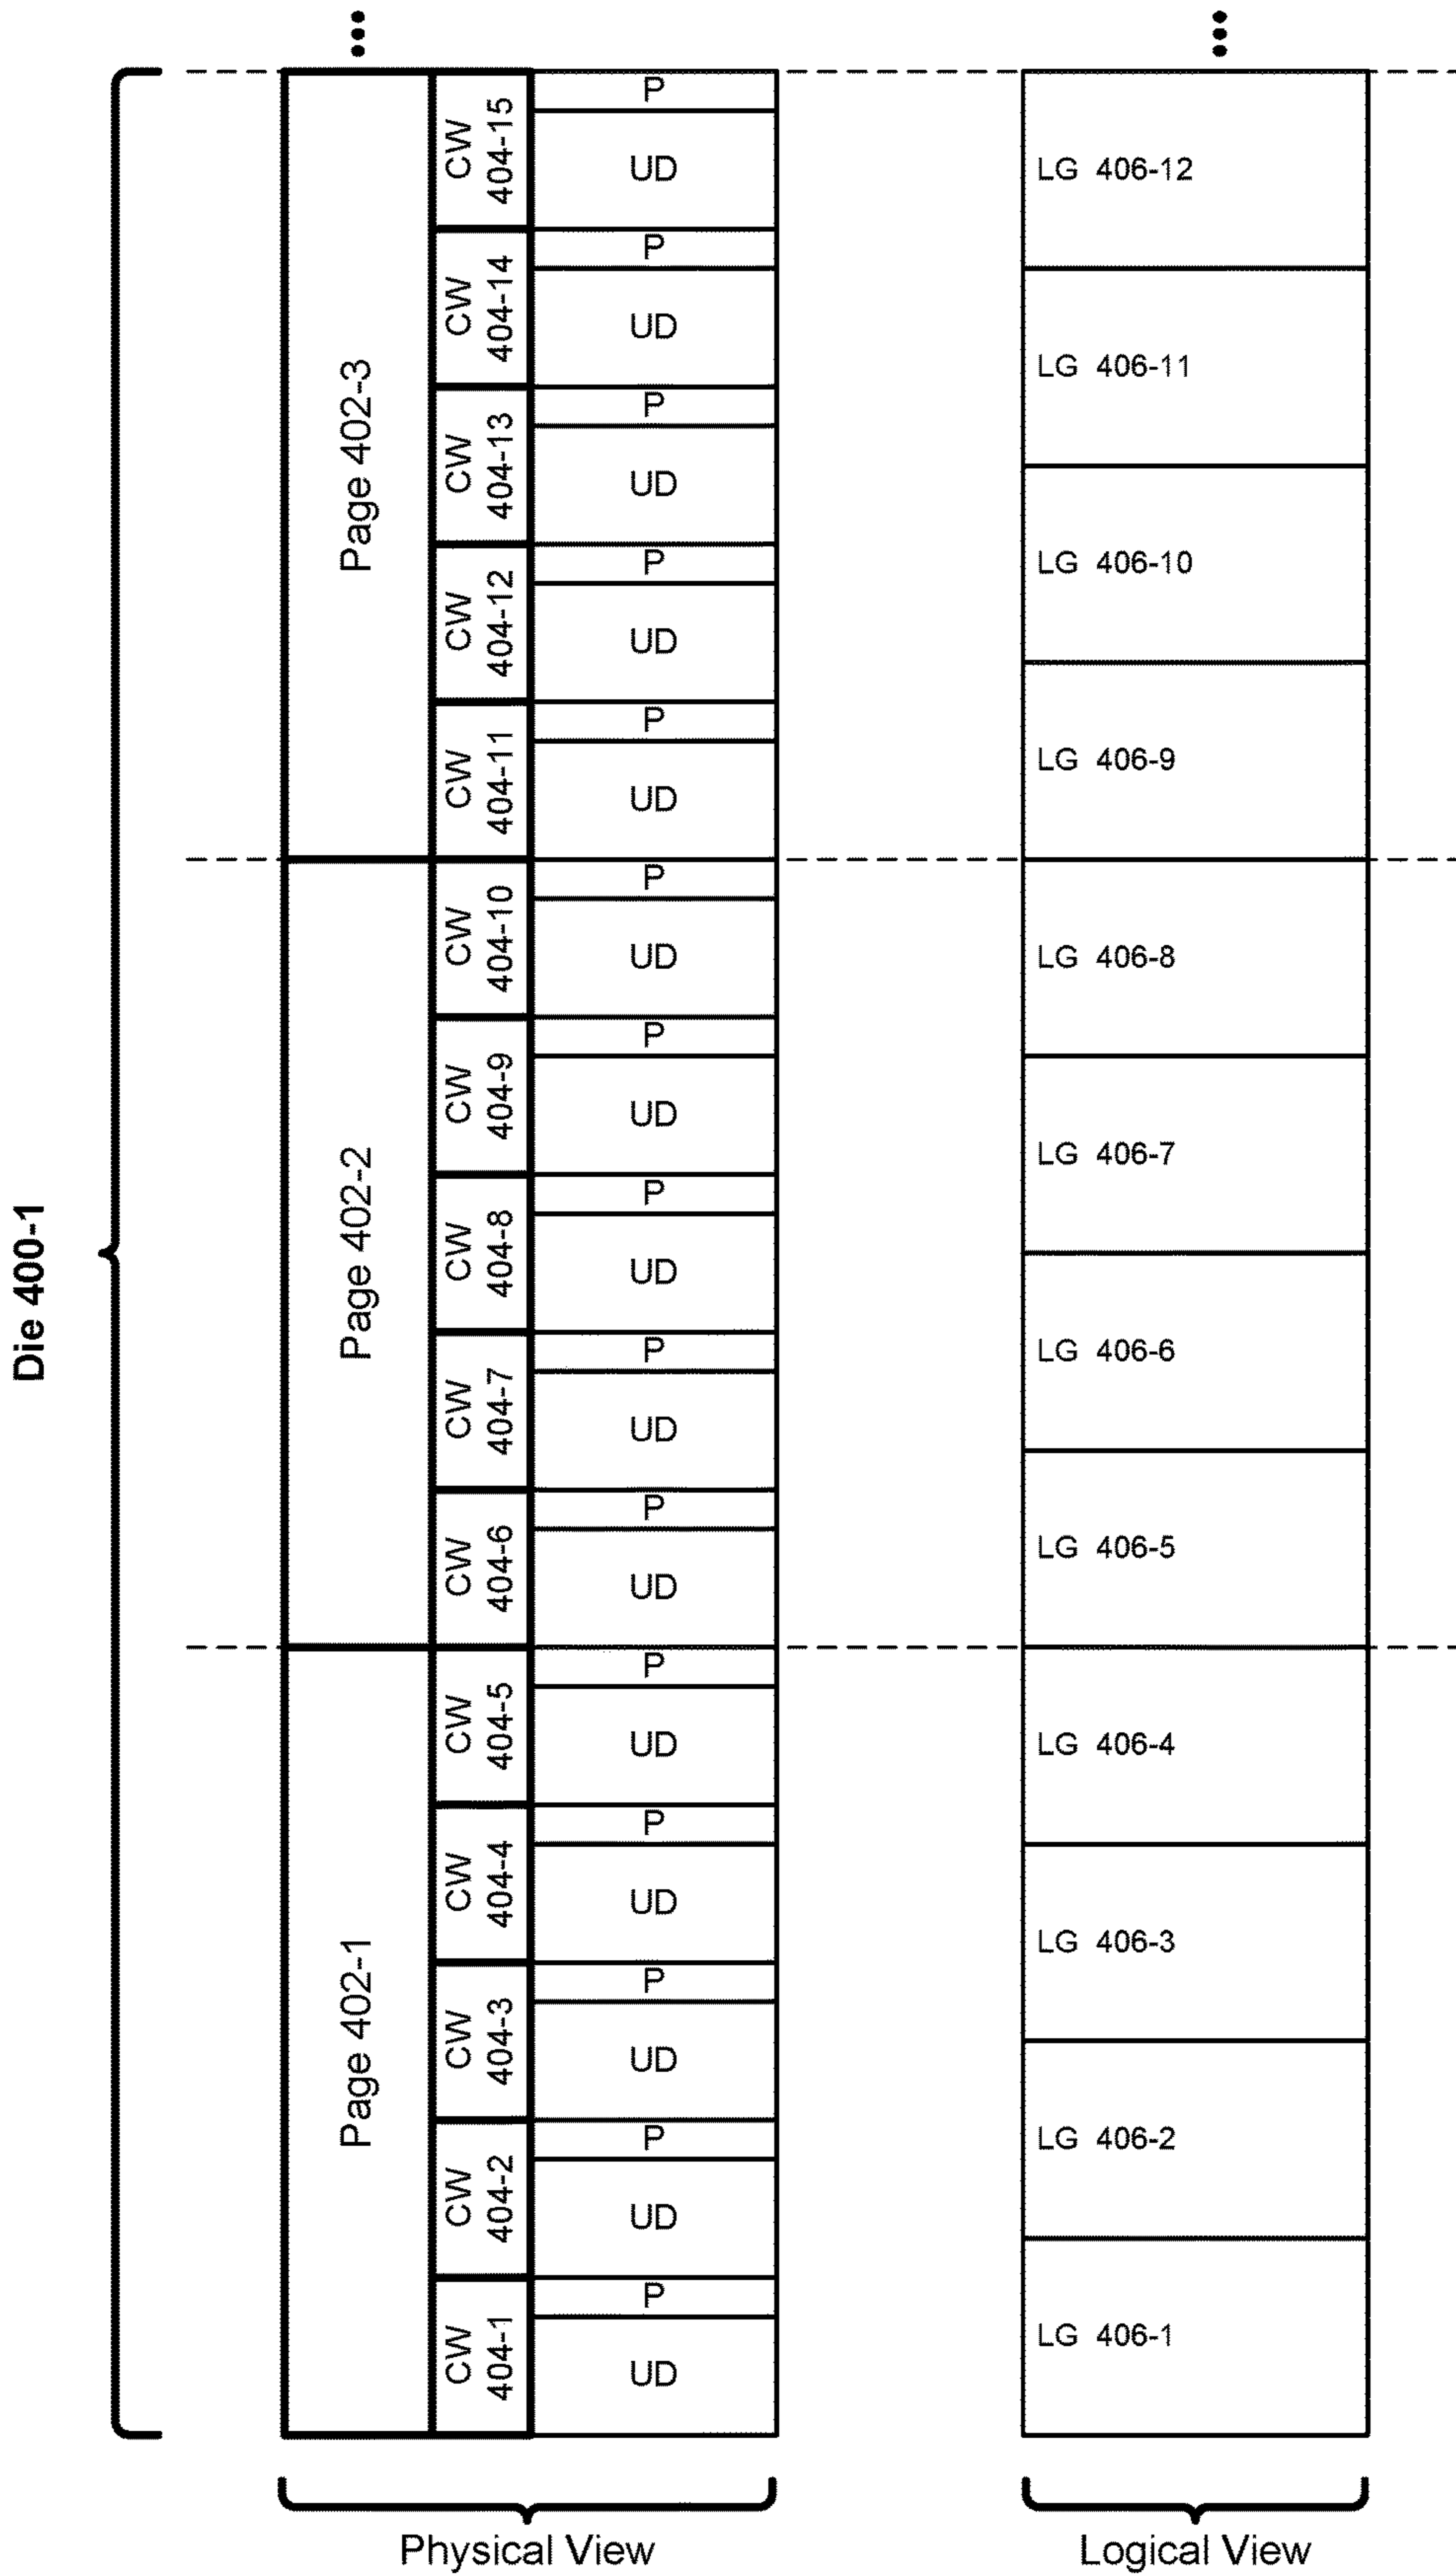 Die 400-1
•••
•••
Page 402-3
CW
404-15
P
UD
CW
404-14
P
UD
CW
404-13
P
UD
CW
404-12
P
UD
CW
404-11
P
UD
Page 402-2
CW
404-10
P
UD
CW
404-9
P
UD
CW
404-8
P
UD
CW
404-7
P
UD
CW
404-6
P
UD
Page 402-1
CW
404-5
P
UD
CW
404-4
P
UD
CW
404-3
P
UD
CW
404-2
P
UD
CW
404-1
P
UD
Physical View
LG 406-12
LG 406-11
LG 406-10
LG 406-9
LG 406-8
LG 406-7
LG 406-6
LG 406-5
LG 406-4
LG 406-3
LG 406-2
LG 406-1
Logical View